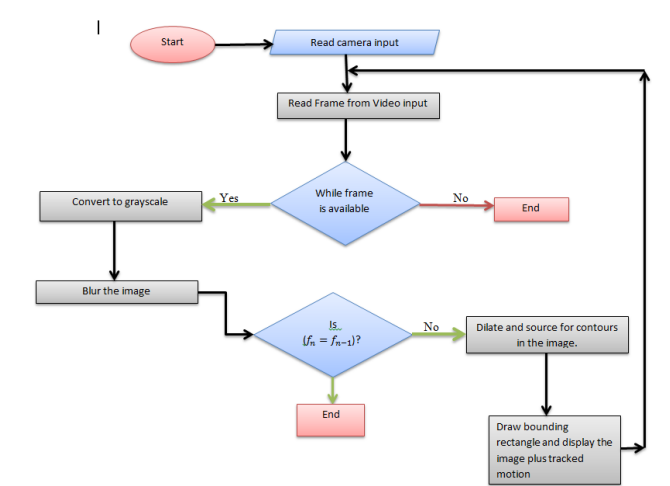 Start
Read camera input
Read Frame from Video input
While frame
is available
Yes
No
Convert to grayscale
End
Blur the image
Is
(fₙ = fₙ₋₁)?
No
Dilate and source for contours
in the image.
End
Draw bounding
rectangle and display the
image plus tracked
motion